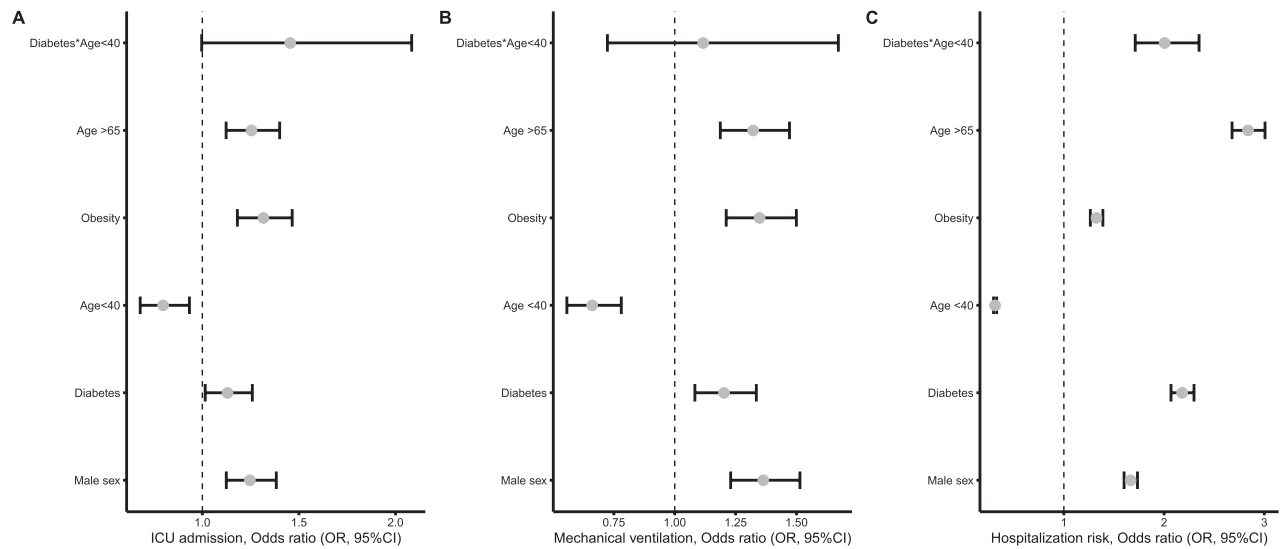 A
Diabetes*Age<40
Age >65
Obesity
Age<40
Diabetes
Male sex
1.0 1.5 2.0
ICU admission, Odds ratio (OR, 95%CI)
B
Diabetes*Age<40
Age >65
Obesity
Age <40
Diabetes
Male sex
0.75 1.00 1.25 1.50
Mechanical ventilation, Odds ratio (OR, 95%CI)
C
Diabetes*Age<40
Age >65
Obesity
Age <40
Diabetes
Male sex
1 2 3
Hospitalization risk, Odds ratio (OR, 95%CI)